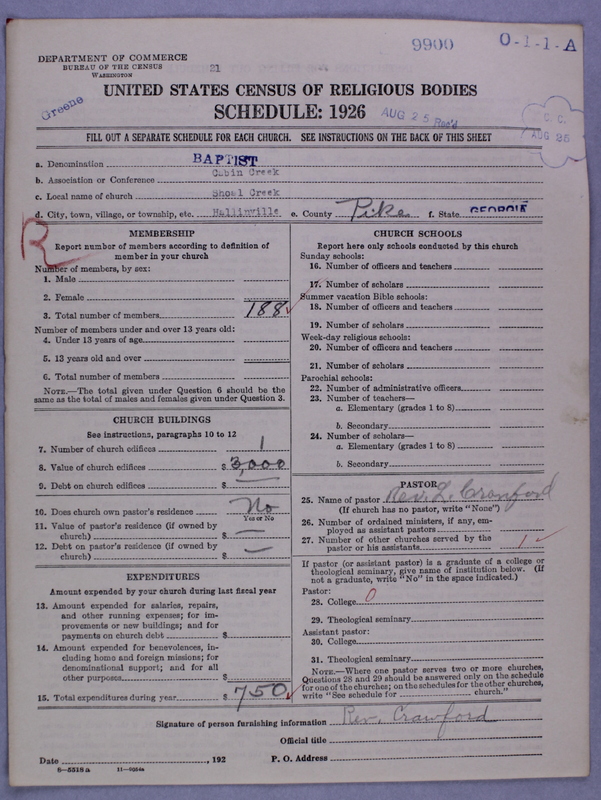 9900 O-1-1-A
DEPARTMENT OF COMMERCE
BUREAU OF THE CENSUS
WASHINGTON
21
UNITED STATES CENSUS OF RELIGIOUS BODIES
Greene
SCHEDULE: 1926
AUG 25 Rec'd
C. C.
AUG 25
FILL OUT A SEPARATE SCHEDULE FOR EACH CHURCH. SEE INSTRUCTIONS ON THE BACK OF THIS SHEET
a. Denomination BAPTIST
b. Association or Conference Cabin Creek
c. Local name of church Shoal Creek
d. City, town, village, or township, etc. e. County Pike f. State GEORGIA
R
MEMBERSHIP
Report number of members according to definition of
member in your church
Number of members, by sex:
1. Male
2. Female
3. Total number of members 188
Number of members under and over 13 years old:
4. Under 13 years of age
5. 13 years old and over
6. Total number of members
NOTE.—The total given under Question 6 should be the
same as the total of males and females given under Question 3.
CHURCH BUILDINGS
See instructions, paragraphs 10 to 12
7. Number of church edifices 1
8. Value of church edifices $ 3,000
9. Debt on church edifices $ —
10. Does church own pastor's residence No
Yes or No
11. Value of pastor's residence (if owned by
church) $ —
12. Debt on pastor's residence (if owned by
church) $ —
EXPENDITURES
Amount expended by your church during last fiscal year
13. Amount expended for salaries, repairs,
and other running expenses; for im-
provements or new buildings; and for
payments on church debt $
14. Amount expended for benevolences, in-
cluding home and foreign missions; for
denominational support; and for all
other purposes $
15. Total expenditures during year $ 750
CHURCH SCHOOLS
Report here only schools conducted by this church
Sunday schools:
16. Number of officers and teachers
17. Number of scholars
Summer vacation Bible schools:
18. Number of officers and teachers
19. Number of scholars
Week-day religious schools:
20. Number of officers and teachers
21. Number of scholars
Parochial schools:
22. Number of administrative officers
23. Number of teachers—
a. Elementary (grades 1 to 8)
b. Secondary
24. Number of scholars—
a. Elementary (grades 1 to 8)
b. Secondary
PASTOR
25. Name of pastor Rev. L. Crawford
(If church has no pastor, write "None")
26. Number of ordained ministers, if any, em-
ployed as assistant pastors
27. Number of other churches served by the
pastor or his assistants 1
If pastor (or assistant pastor) is a graduate of a college or
theological seminary, give name of institution below. (If
not a graduate, write "No" in the space indicated.)
Pastor:
28. College 0
29. Theological seminary
Assistant pastor:
30. College
31. Theological seminary
NOTE.—Where one pastor serves two or more churches,
Questions 28 and 29 should be answered only on the schedule
for one of the churches; on the schedules for the other churches,
write "See schedule for church."
Signature of person furnishing information Rev. Crawford
Official title
Date , 192 P. O. Address
8-5518 a 11-9054a